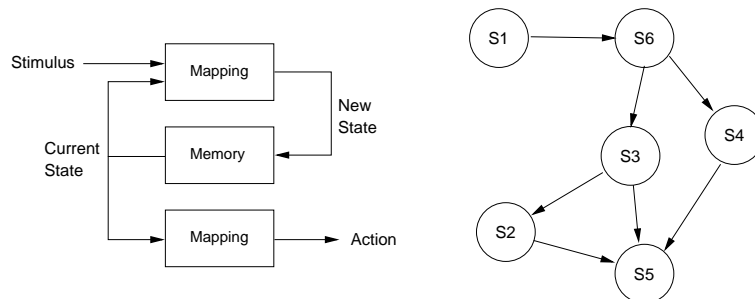 Stimulus
Mapping
New
State
Current
State
Memory
Mapping
Action
S1
S6
S4
S3
S2
S5